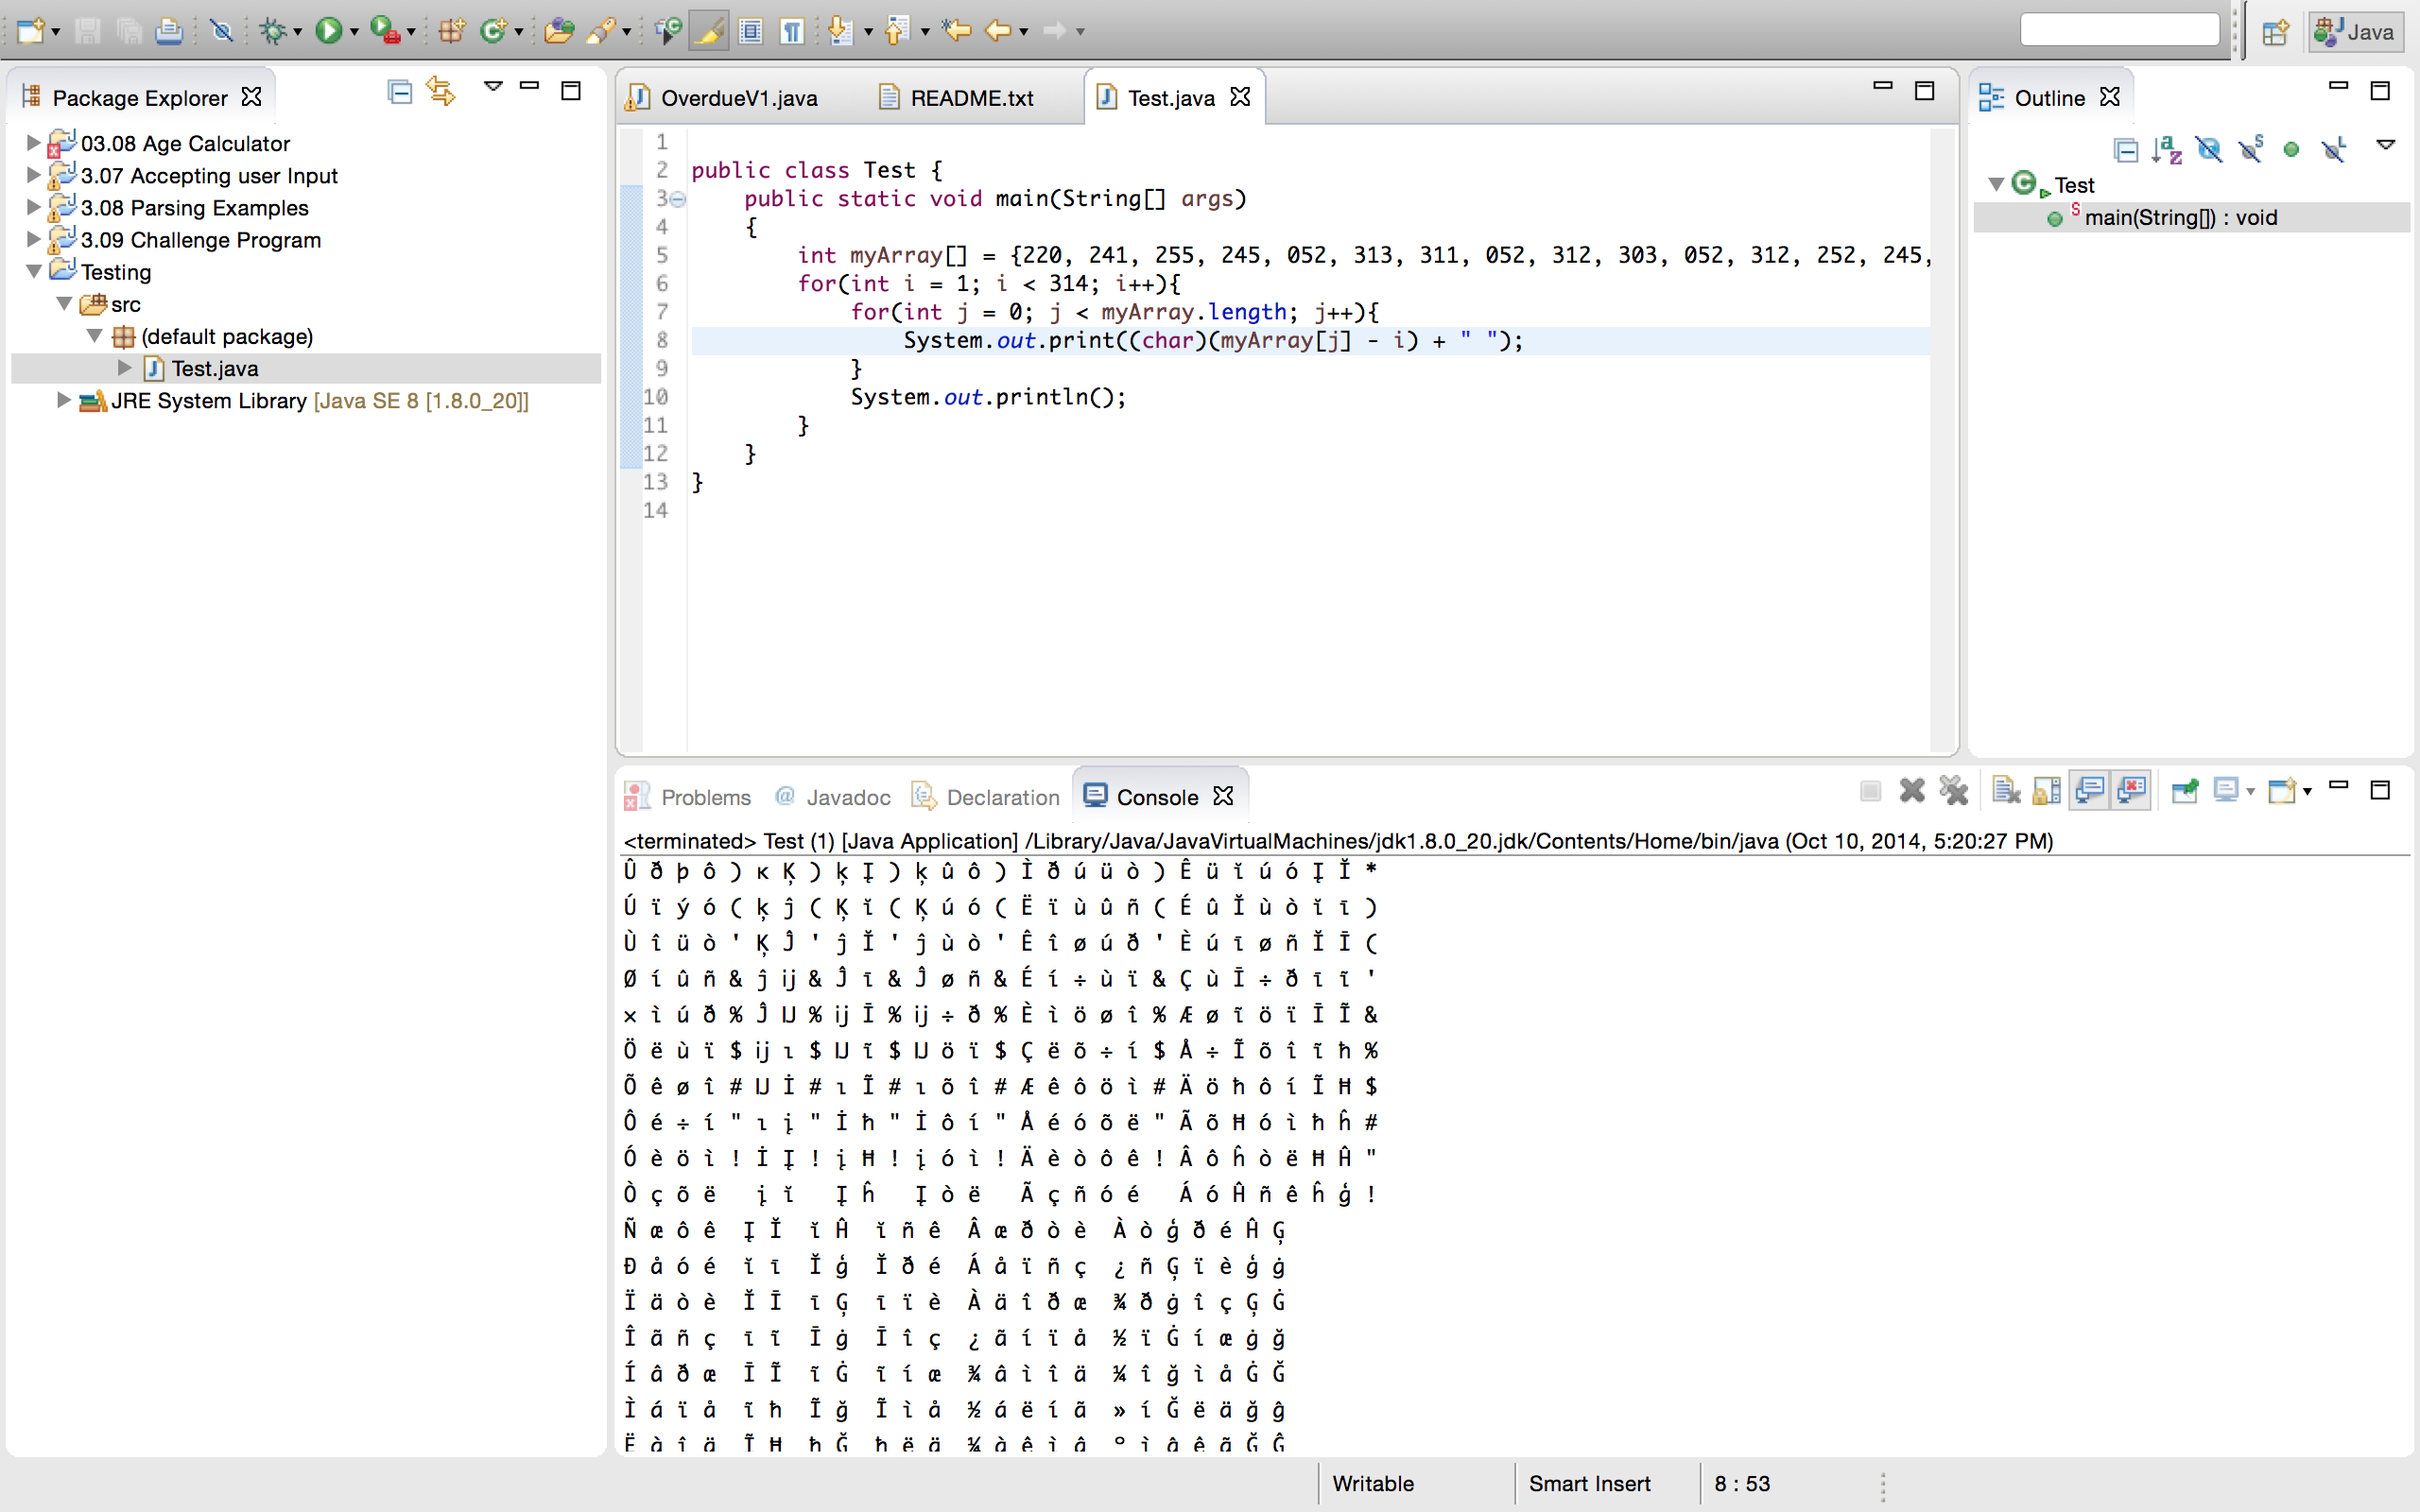 Java
Package Explorer
03.08 Age Calculator
3.07 Accepting user Input
3.08 Parsing Examples
3.09 Challenge Program
Testing
src
(default package)
Test.java
JRE System Library [Java SE 8 [1.8.0_20]]
OverdueV1.java README.txt Test.java
1
2 public class Test {
3 public static void main(String[] args)
4 {
5 int myArray[] = {220, 241, 255, 245, 052, 313, 311, 052, 312, 303, 052, 312, 252, 245,
6 for(int i = 1; i < 314; i++){
7 for(int j = 0; j < myArray.length; j++){
8 System.out.print((char)(myArray[j] - i) + " ");
9 }
10 System.out.println();
11 }
12 }
13 }
14
Outline
Test
main(String[]) : void
Problems @ Javadoc Declaration Console
<terminated> Test (1) [Java Application] /Library/Java/JavaVirtualMachines/jdk1.8.0_20.jdk/Contents/Home/bin/java (Oct 10, 2014, 5:20:27 PM)
Û ð þ ô ) ĸ Ķ ) ķ Į ) ķ û ô ) Ì ð ú ü ò ) Ê ü ĭ ú ó Į Ĭ *
Ú ï ý ó ( ķ ĵ ( Ķ ĭ ( Ķ ú ó ( Ë ï ù û ñ ( É û Ĭ ù ò ĭ ī )
Ù î ü ò ' Ķ Ĵ ' ĵ Ĭ ' ĵ ù ò ' Ê î ø ú ð ' È ú ī ø ñ Ĭ Ī (
Ø í û ñ & ĵ ĳ & Ĵ ī & Ĵ ø ñ & É í ÷ ù ï & Ç ù Ī ÷ ð ī ĩ '
× ì ú ð % Ĵ Ĳ % ĳ Ī % ĳ ÷ ð % È ì ö ø î % Æ ø ĩ ö ï Ī Ĩ &
Ö ë ù ï $ ĳ ı $ Ĳ ĩ $ Ĳ ö ï $ Ç ë õ ÷ í $ Å ÷ Ĩ õ î ĩ ħ %
Õ ê ø î # Ĳ İ # ı Ĩ # ı õ î # Æ ê ô ö ì # Ä ö ħ ô í Ĩ Ħ $
Ô é ÷ í " ı į " İ ħ " İ ô í " Å é ó õ ë " Ã õ Ħ ó ì ħ ĥ #
Ó è ö ì ! İ Į ! į Ħ ! į ó ì ! Ä è ò ô ê ! Â ô ĥ ò ë Ħ Ĥ "
Ò ç õ ë į ĭ Į ĥ Į ò ë Ã ç ñ ó é Á ó Ĥ ñ ê ĥ ģ !
Ñ æ ô ê Į Ĭ ĭ Ĥ ĭ ñ ê Â æ ð ò è À ò ģ ð é Ĥ Ģ
Ð å ó é ĭ ī Ĭ ģ Ĭ ð é Á å ï ñ ç ¿ ñ Ģ ï è ģ ġ
Ï ä ò è Ĭ Ī ī Ģ ī ï è À ä î ð æ ¾ ð ġ î ç Ģ Ġ
Î ã ñ ç ī ĩ Ī ġ Ī î ç ¿ ã í ï å ½ ï Ġ í æ ġ ğ
Í â ð æ Ī Ĩ ĩ Ġ ĩ í æ ¾ â ì î ä ¼ î ğ ì å Ġ Ğ
Ì á ï å ĩ ħ Ĩ ğ Ĩ ì å ½ á ë í ã » í Ğ ë ä ğ ĝ
Ë à î ä Ĩ Ħ ħ Ğ ħ ë ä ¼ à ê ì â º ì ĝ ê ã Ğ Ĝ
Writable Smart Insert 8 : 53